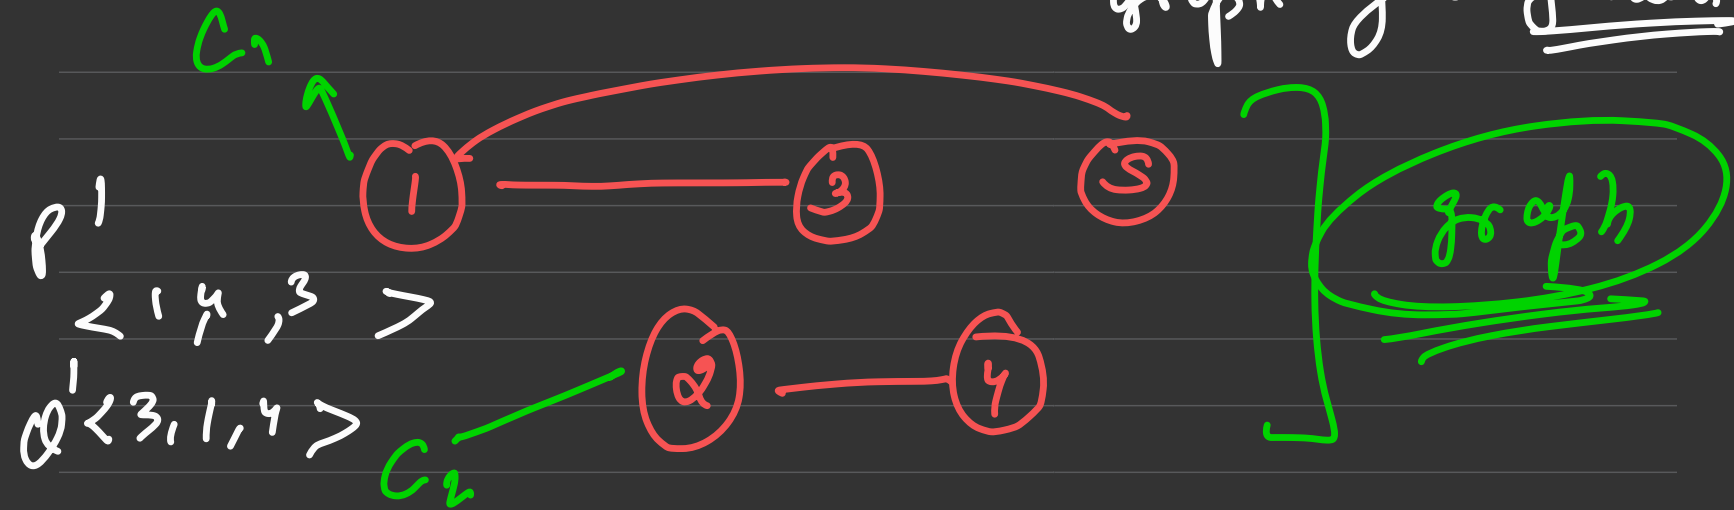 C1
1 3 5
graph
P'
< 1, 4, 3 >
Q' < 3, 1, 4 >
2 4
C2